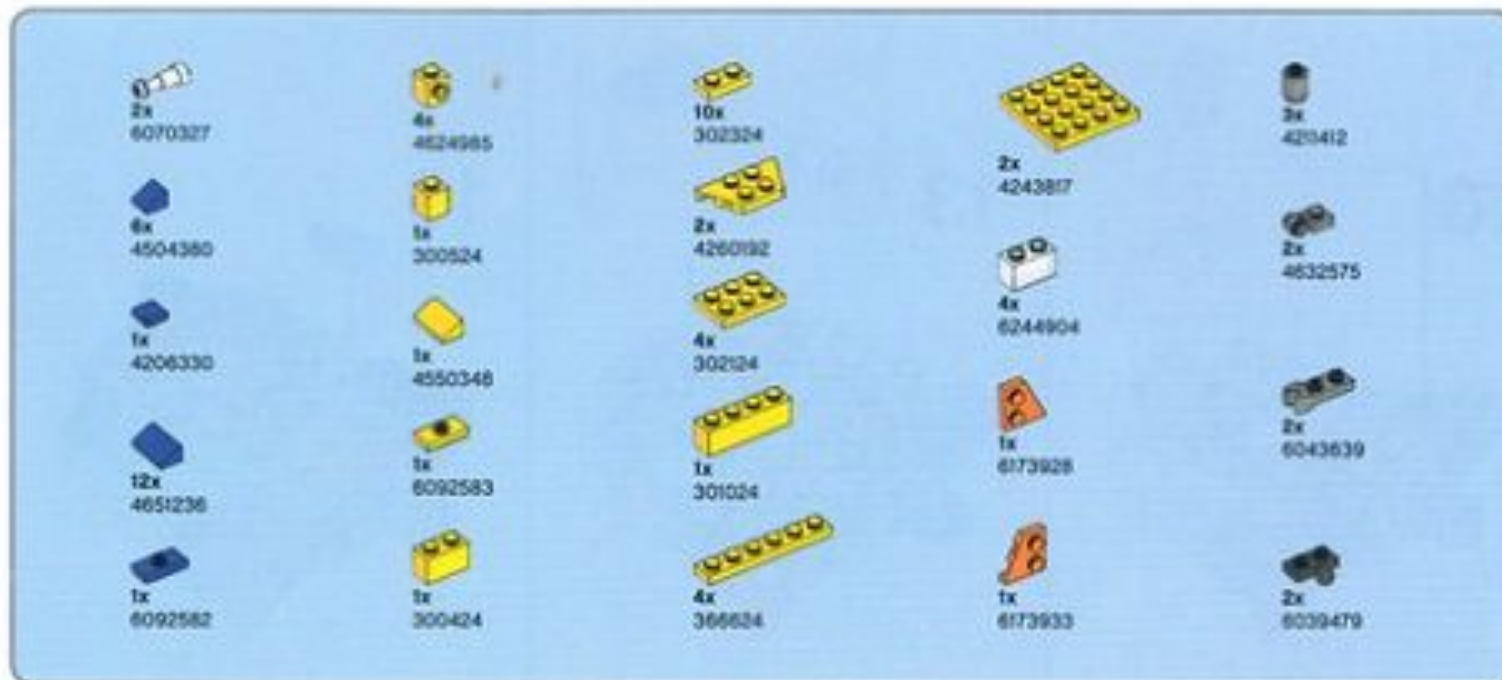 2x
6070327
6x
4504380
1x
4206330
12x
4651236
1x
6092582
4x
4624985
1x
300524
1x
4550348
1x
6092583
1x
300424
10x
302324
2x
4260192
4x
302124
1x
301024
4x
366624
2x
4243817
4x
6244904
1x
6173928
1x
6173933
3x
4211412
2x
4632575
2x
6043639
2x
6039479